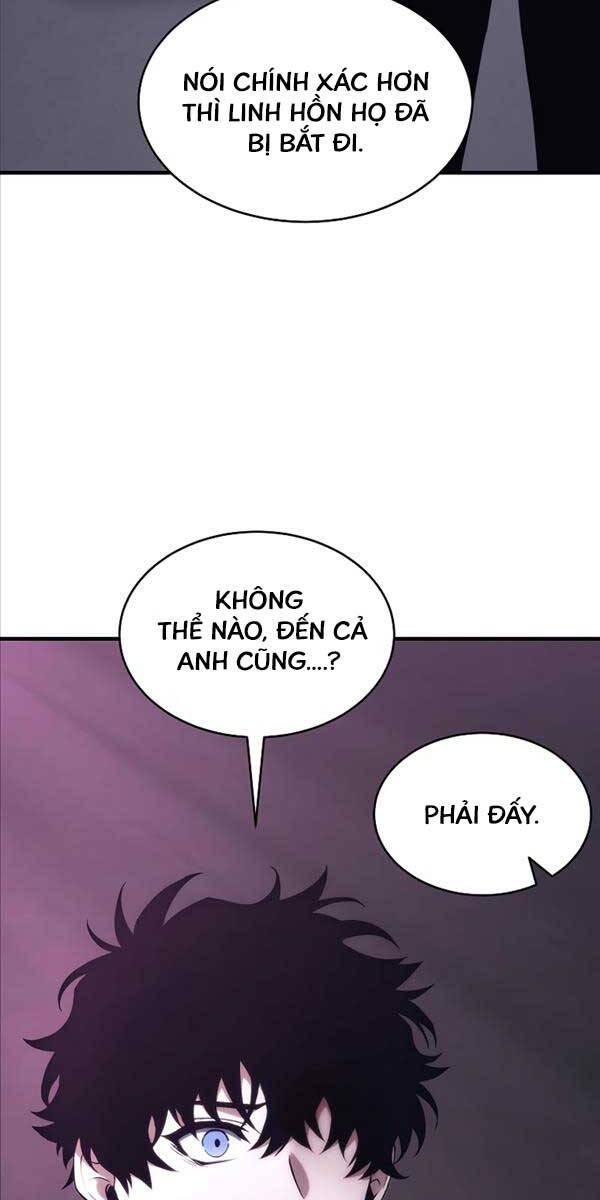 NÓI CHÍNH XÁC HƠN
THÌ LINH HỒN HỌ ĐÃ
BỊ BẮT ĐI.
KHÔNG
THỂ NÀO, ĐẾN CẢ
ANH CŨNG....?
PHẢI ĐẤY.